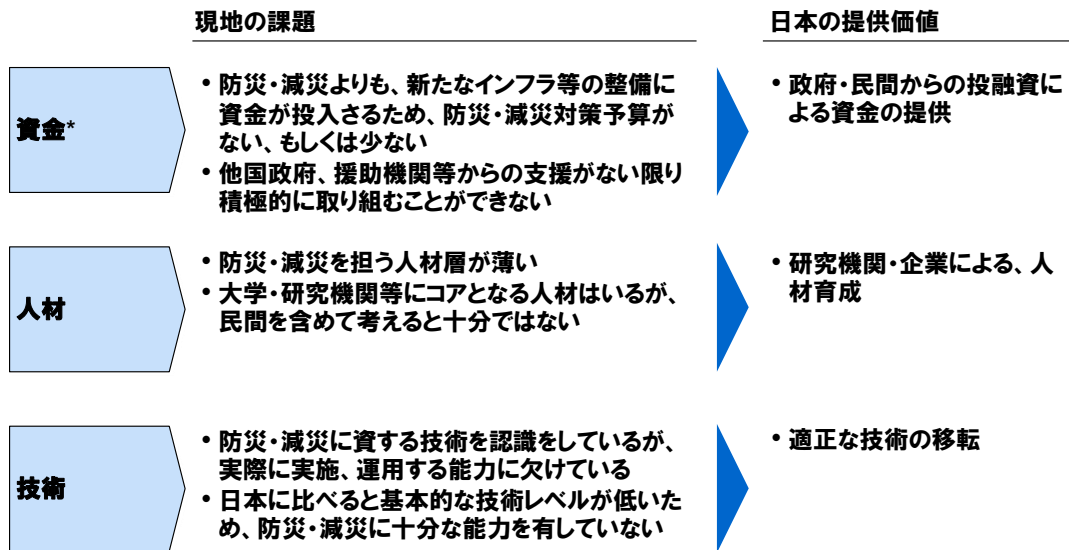 現地の課題
日本の提供価値
資金*
• 防災・減災よりも、新たなインフラ等の整備に
資金が投入さるため、防災・減災対策予算が
ない、もしくは少ない
• 他国政府、援助機関等からの支援がない限り
積極的に取り組むことができない
• 政府・民間からの投融資に
よる資金の提供
人材
• 防災・減災を担う人材層が薄い
• 大学・研究機関等にコアとなる人材はいるが、
民間を含めて考えると十分ではない
• 研究機関・企業による、人
材育成
技術
• 防災・減災に資する技術を認識をしているが、
実際に実施、運用する能力に欠けている
• 日本に比べると基本的な技術レベルが低いた
め、防災・減災に十分な能力を有していない
• 適正な技術の移転